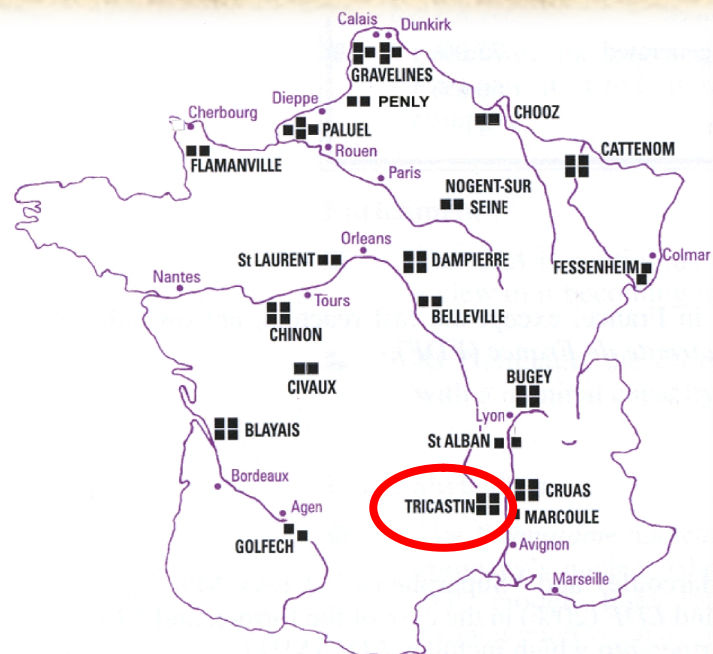 Calais
Dunkirk
GRAVELINES
Dieppe
PENLY
CHOOZ
Cherbourg
PALUEL
Rouen
CATTENOM
FLAMANVILLE
Paris
NOGENT-SUR
SEINE
Orleans
St LAURENT
DAMPIERRE
Colmar
FESSENHEIM
Nantes
Tours
BELLEVILLE
CHINON
CIVAUX
BUGEY
Lyon
BLAYAIS
St ALBAN
Bordeaux
CRUAS
TRICASTIN
Agen
MARCOULE
GOLFECH
Avignon
Marseille